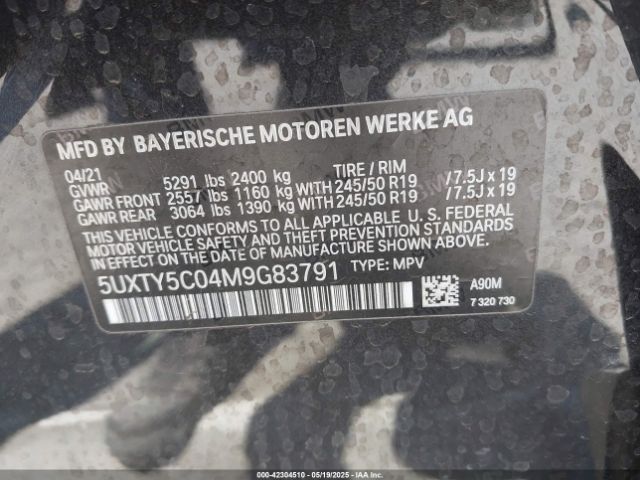 MFD BY BAYERISCHE MOTOREN WERKE AG
04/21 TIRE / RIM
GVWR 5291 lbs 2400 kg
GAWR FRONT 2557 lbs 1160 kg WITH 245/50 R19 / 7.5J x 19
GAWR REAR 3064 lbs 1390 kg WITH 245/50 R19 / 7.5J x 19
THIS VEHICLE CONFORMS TO ALL APPLICABLE U. S. FEDERAL
MOTOR VEHICLE SAFETY AND THEFT PREVENTION STANDARDS
IN EFFECT ON THE DATE OF MANUFACTURE SHOWN ABOVE.
5UXTY5C04M9G83791 TYPE: MPV
A90M
7 320 730
000-42304510 | 05/19/2025 | IAA Inc.